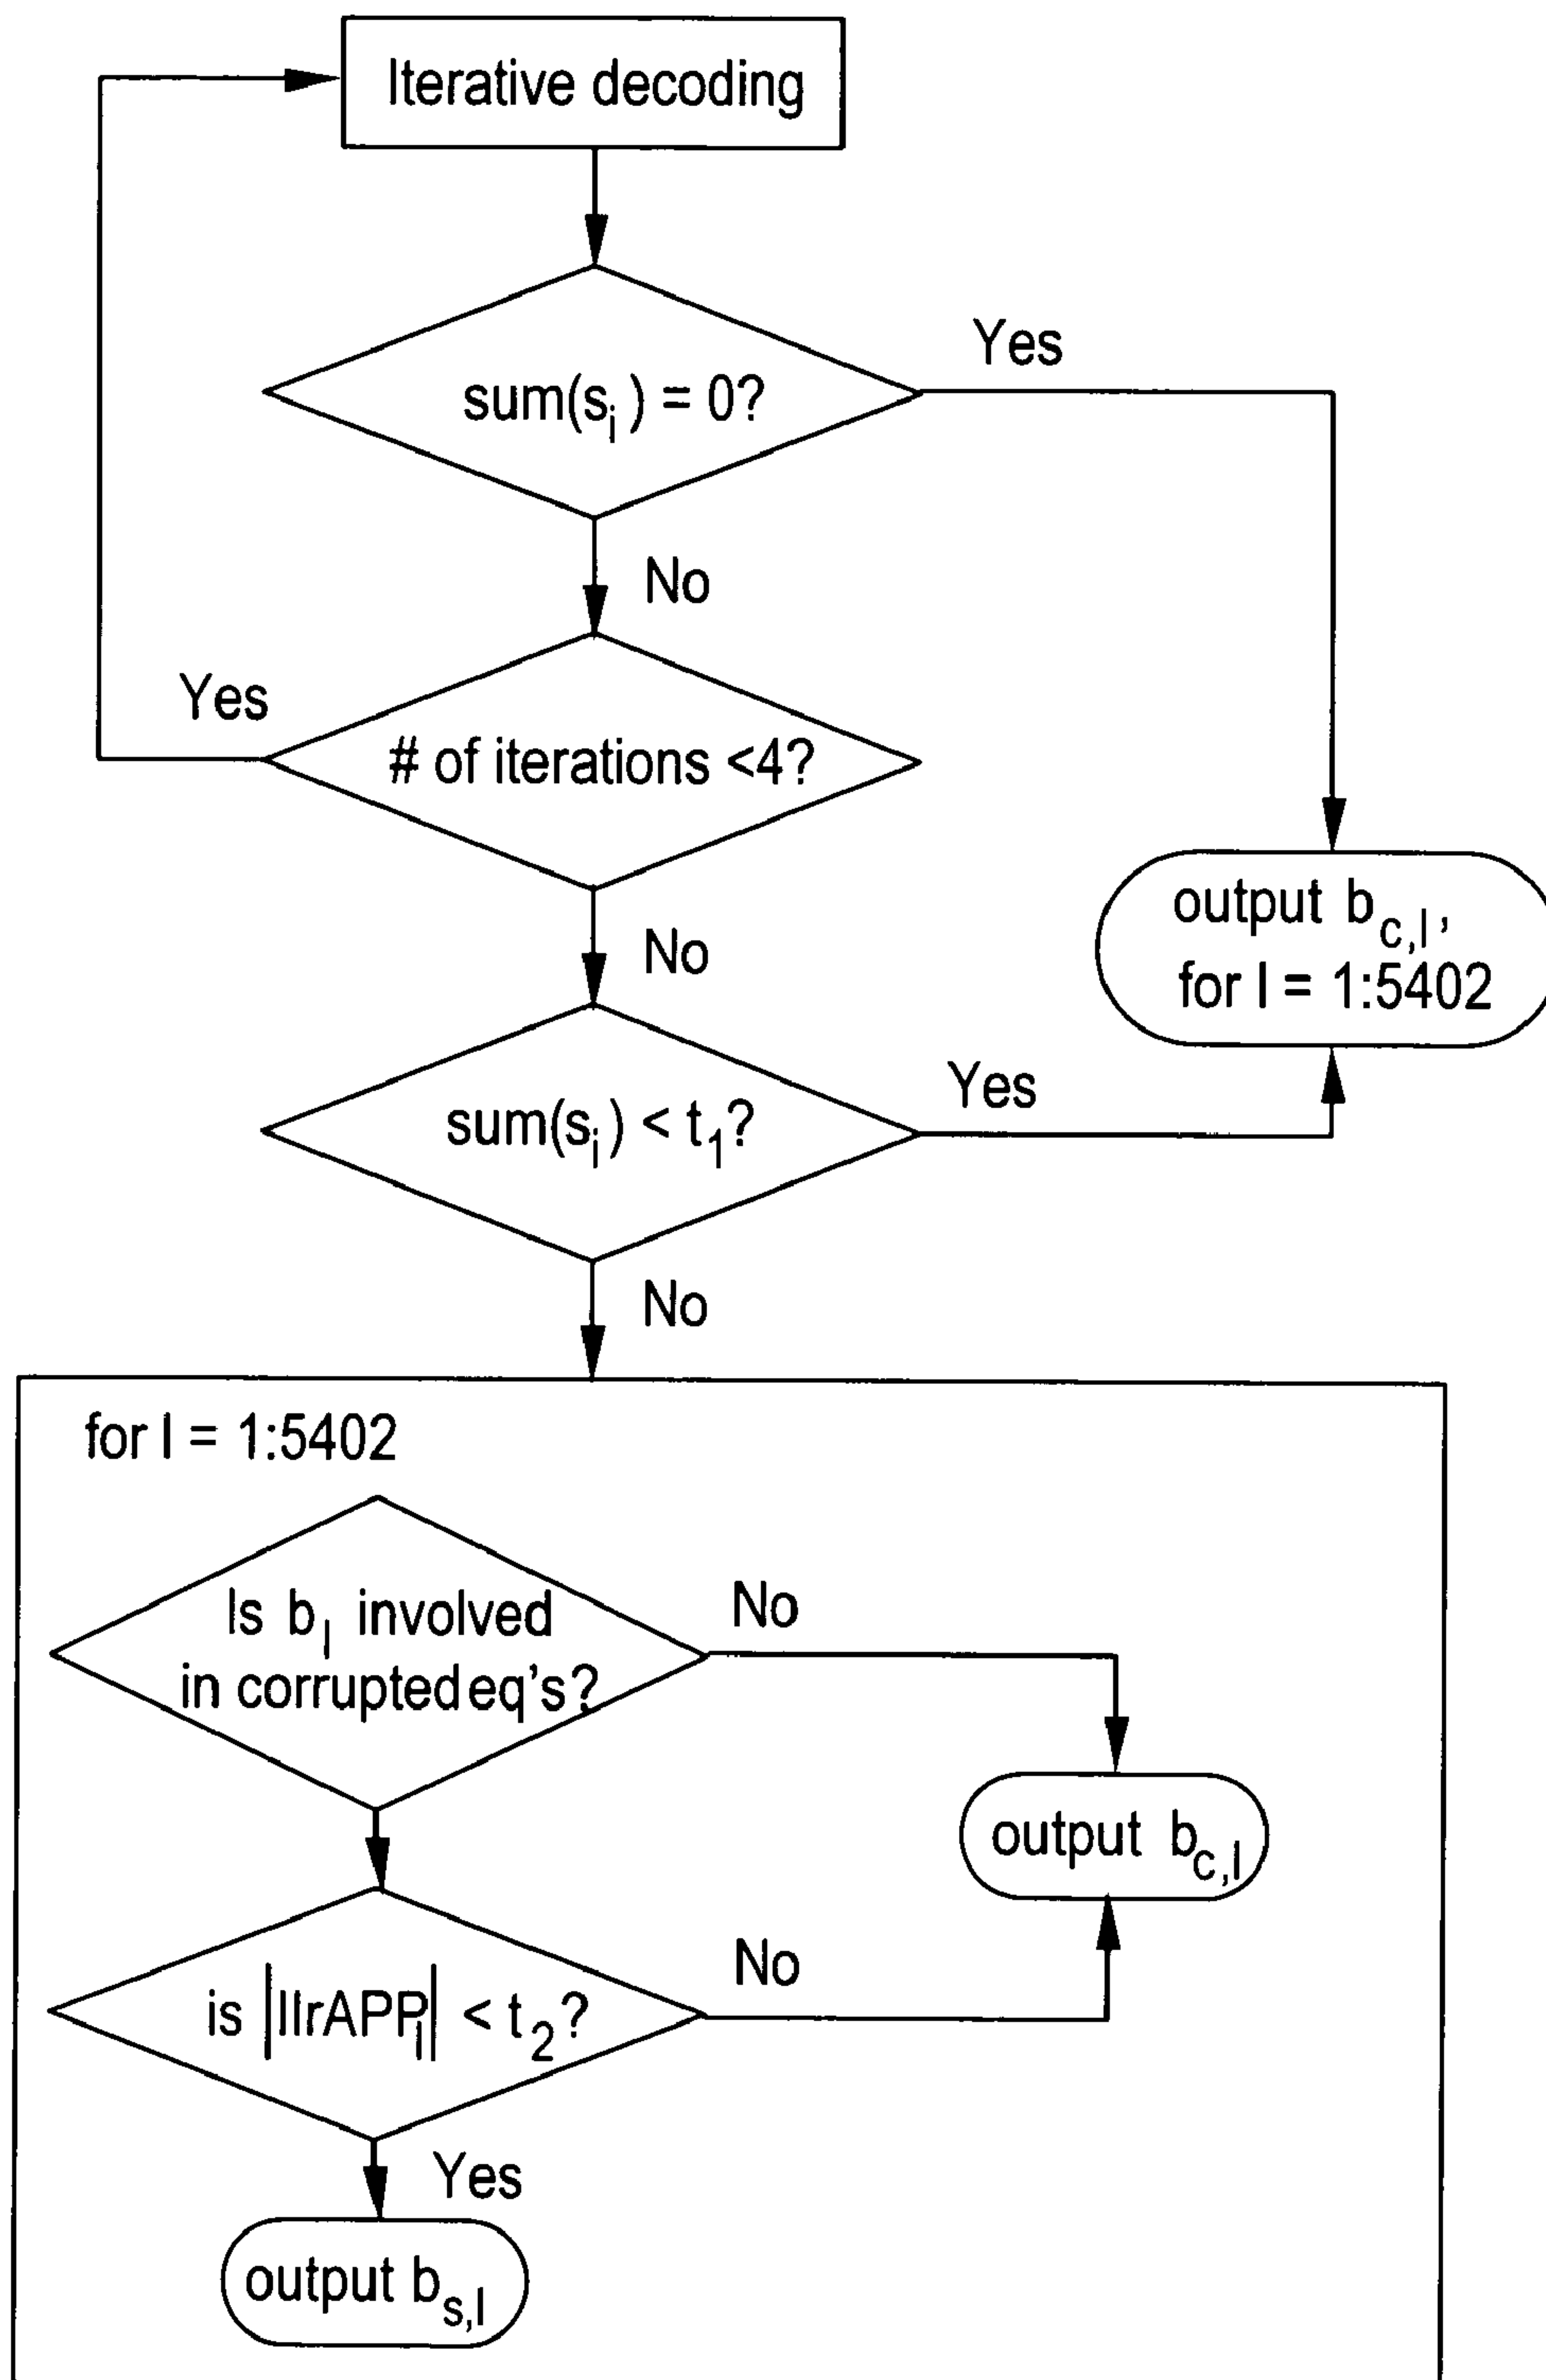 Iterative decoding
sum(s_i) = 0?
Yes
No
# of iterations <4?
Yes
No
output b_c,l,
for l = 1:5402
sum(s_i) < t_1?
Yes
No
for l = 1:5402
Is b_l involved
in corrupted eq's?
No
output b_c,l
is |llrAPP_l| < t_2?
No
Yes
output b_s,l